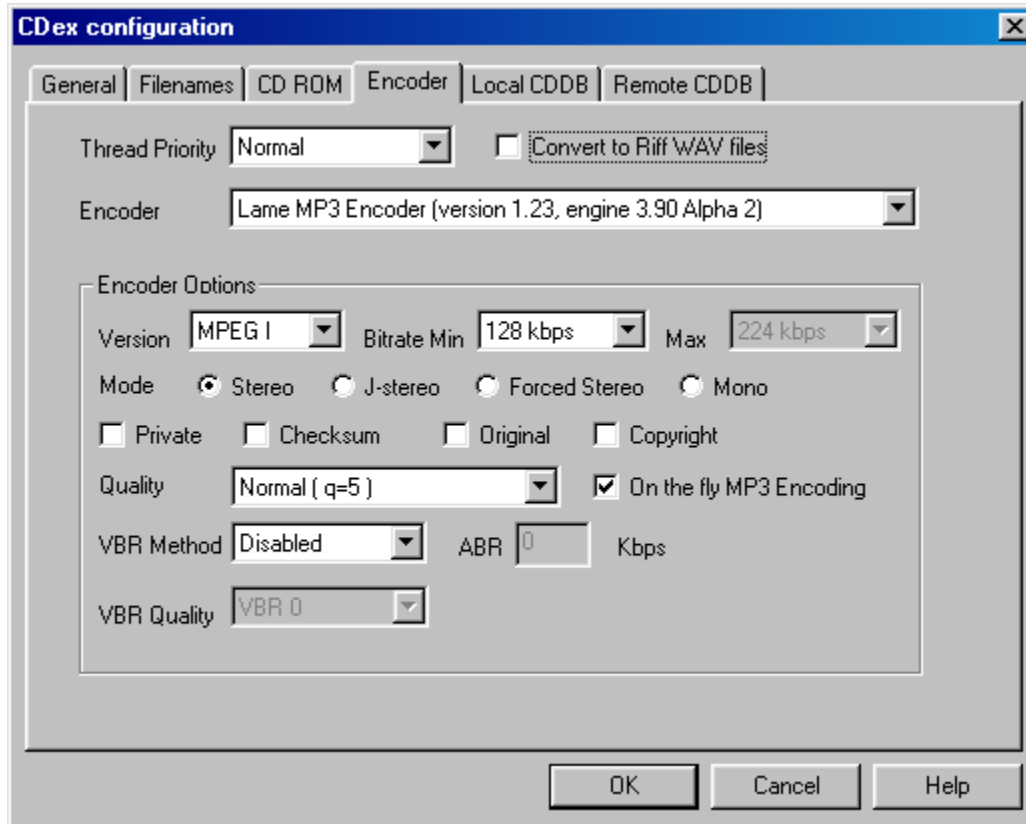 CDex configuration
General Filenames CD ROM Encoder Local CDDB Remote CDDB
Thread Priority Normal Convert to Riff WAV files
Encoder Lame MP3 Encoder (version 1.23, engine 3.90 Alpha 2)
Encoder Options
Version MPEG I Bitrate Min 128 kbps Max 224 kbps
Mode Stereo J-stereo Forced Stereo Mono
Private Checksum Original Copyright
Quality Normal ( q=5 ) On the fly MP3 Encoding
VBR Method Disabled ABR 0 Kbps
VBR Quality VBR 0
OK Cancel Help